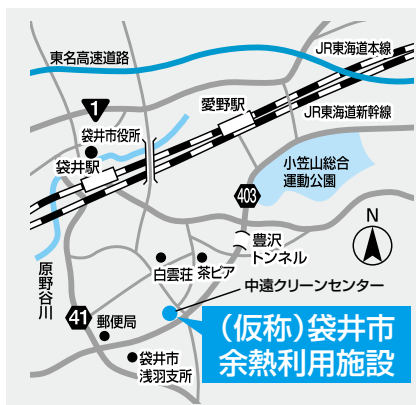 東名高速道路
JR東海道本線
1
愛野駅
JR東海道新幹線
袋井市役所
袋井駅
小笠山総合
運動公園
403
N
豊沢
トンネル
原野谷川
白雲荘
茶ピア
中遠クリーンセンター
41
郵便局
(仮称)袋井市
余熱利用施設
袋井市
浅羽支所